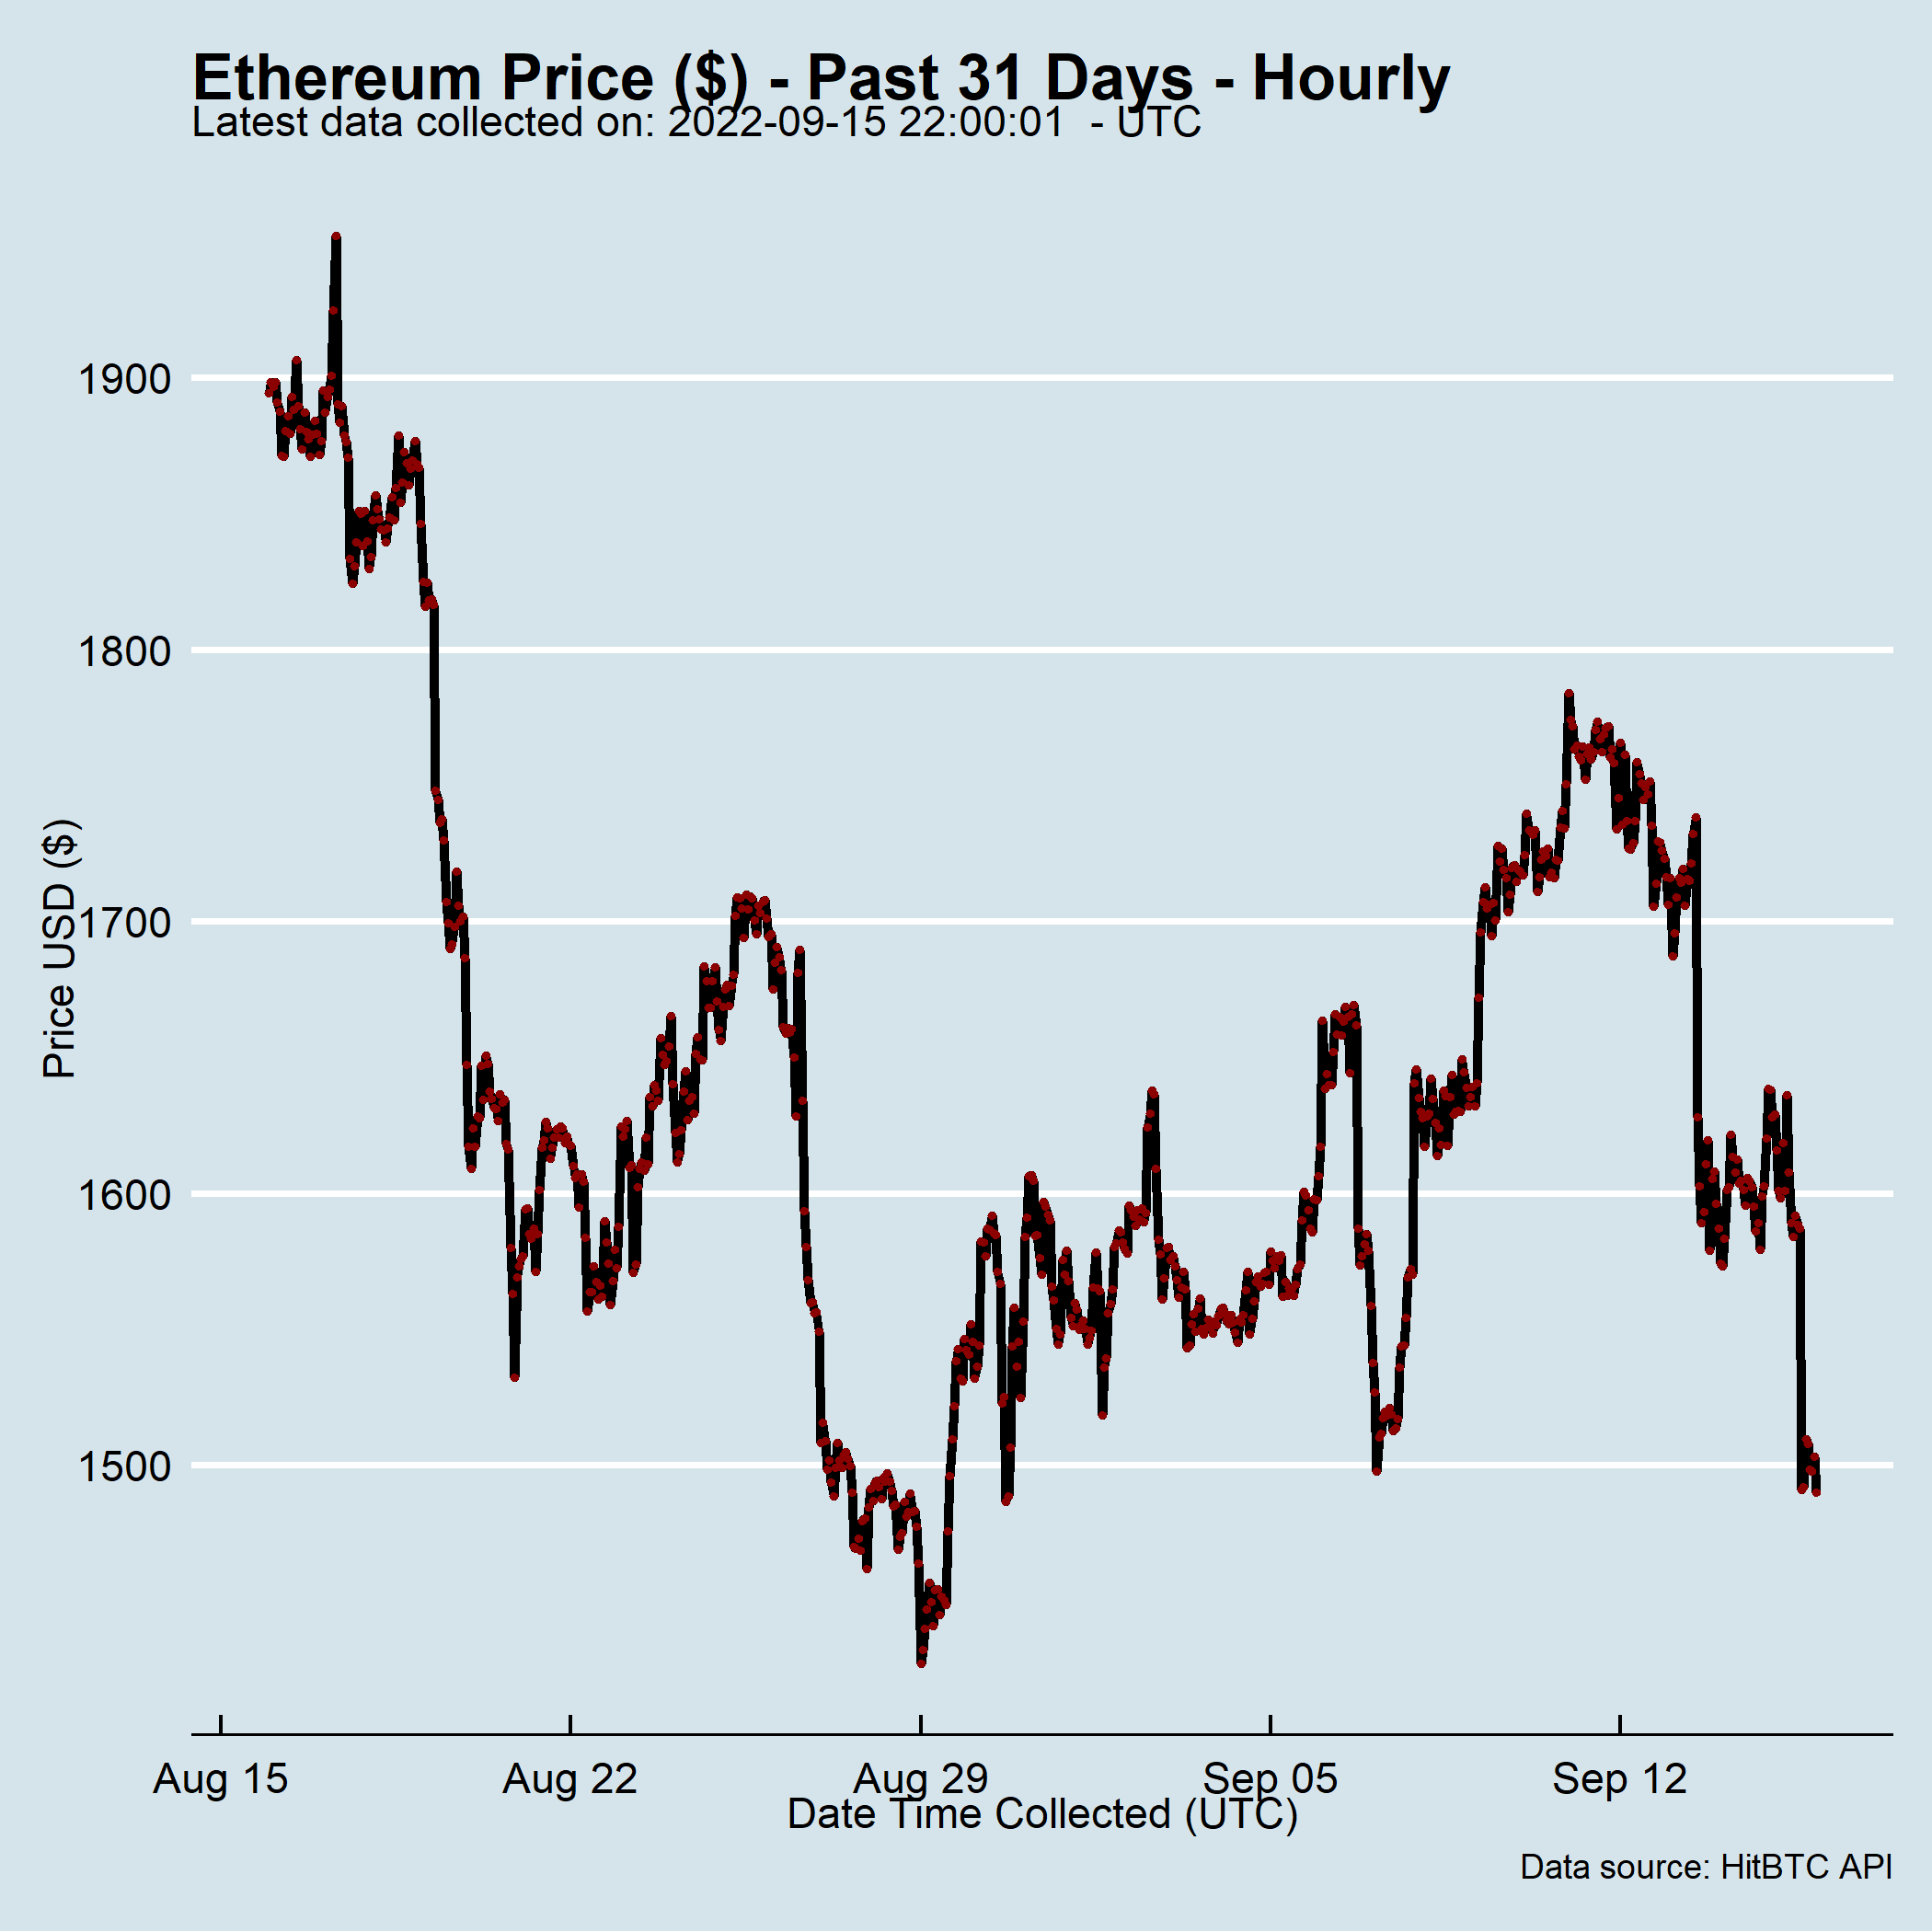 Ethereum Price ($) - Past 31 Days - Hourly
Latest data collected on: 2022-09-15 22:00:01  - UTC
1900
1800
1700
1600
1500
Price USD ($)
Aug 15
Aug 22
Aug 29
Sep 05
Sep 12
Date Time Collected (UTC)
Data source: HitBTC API